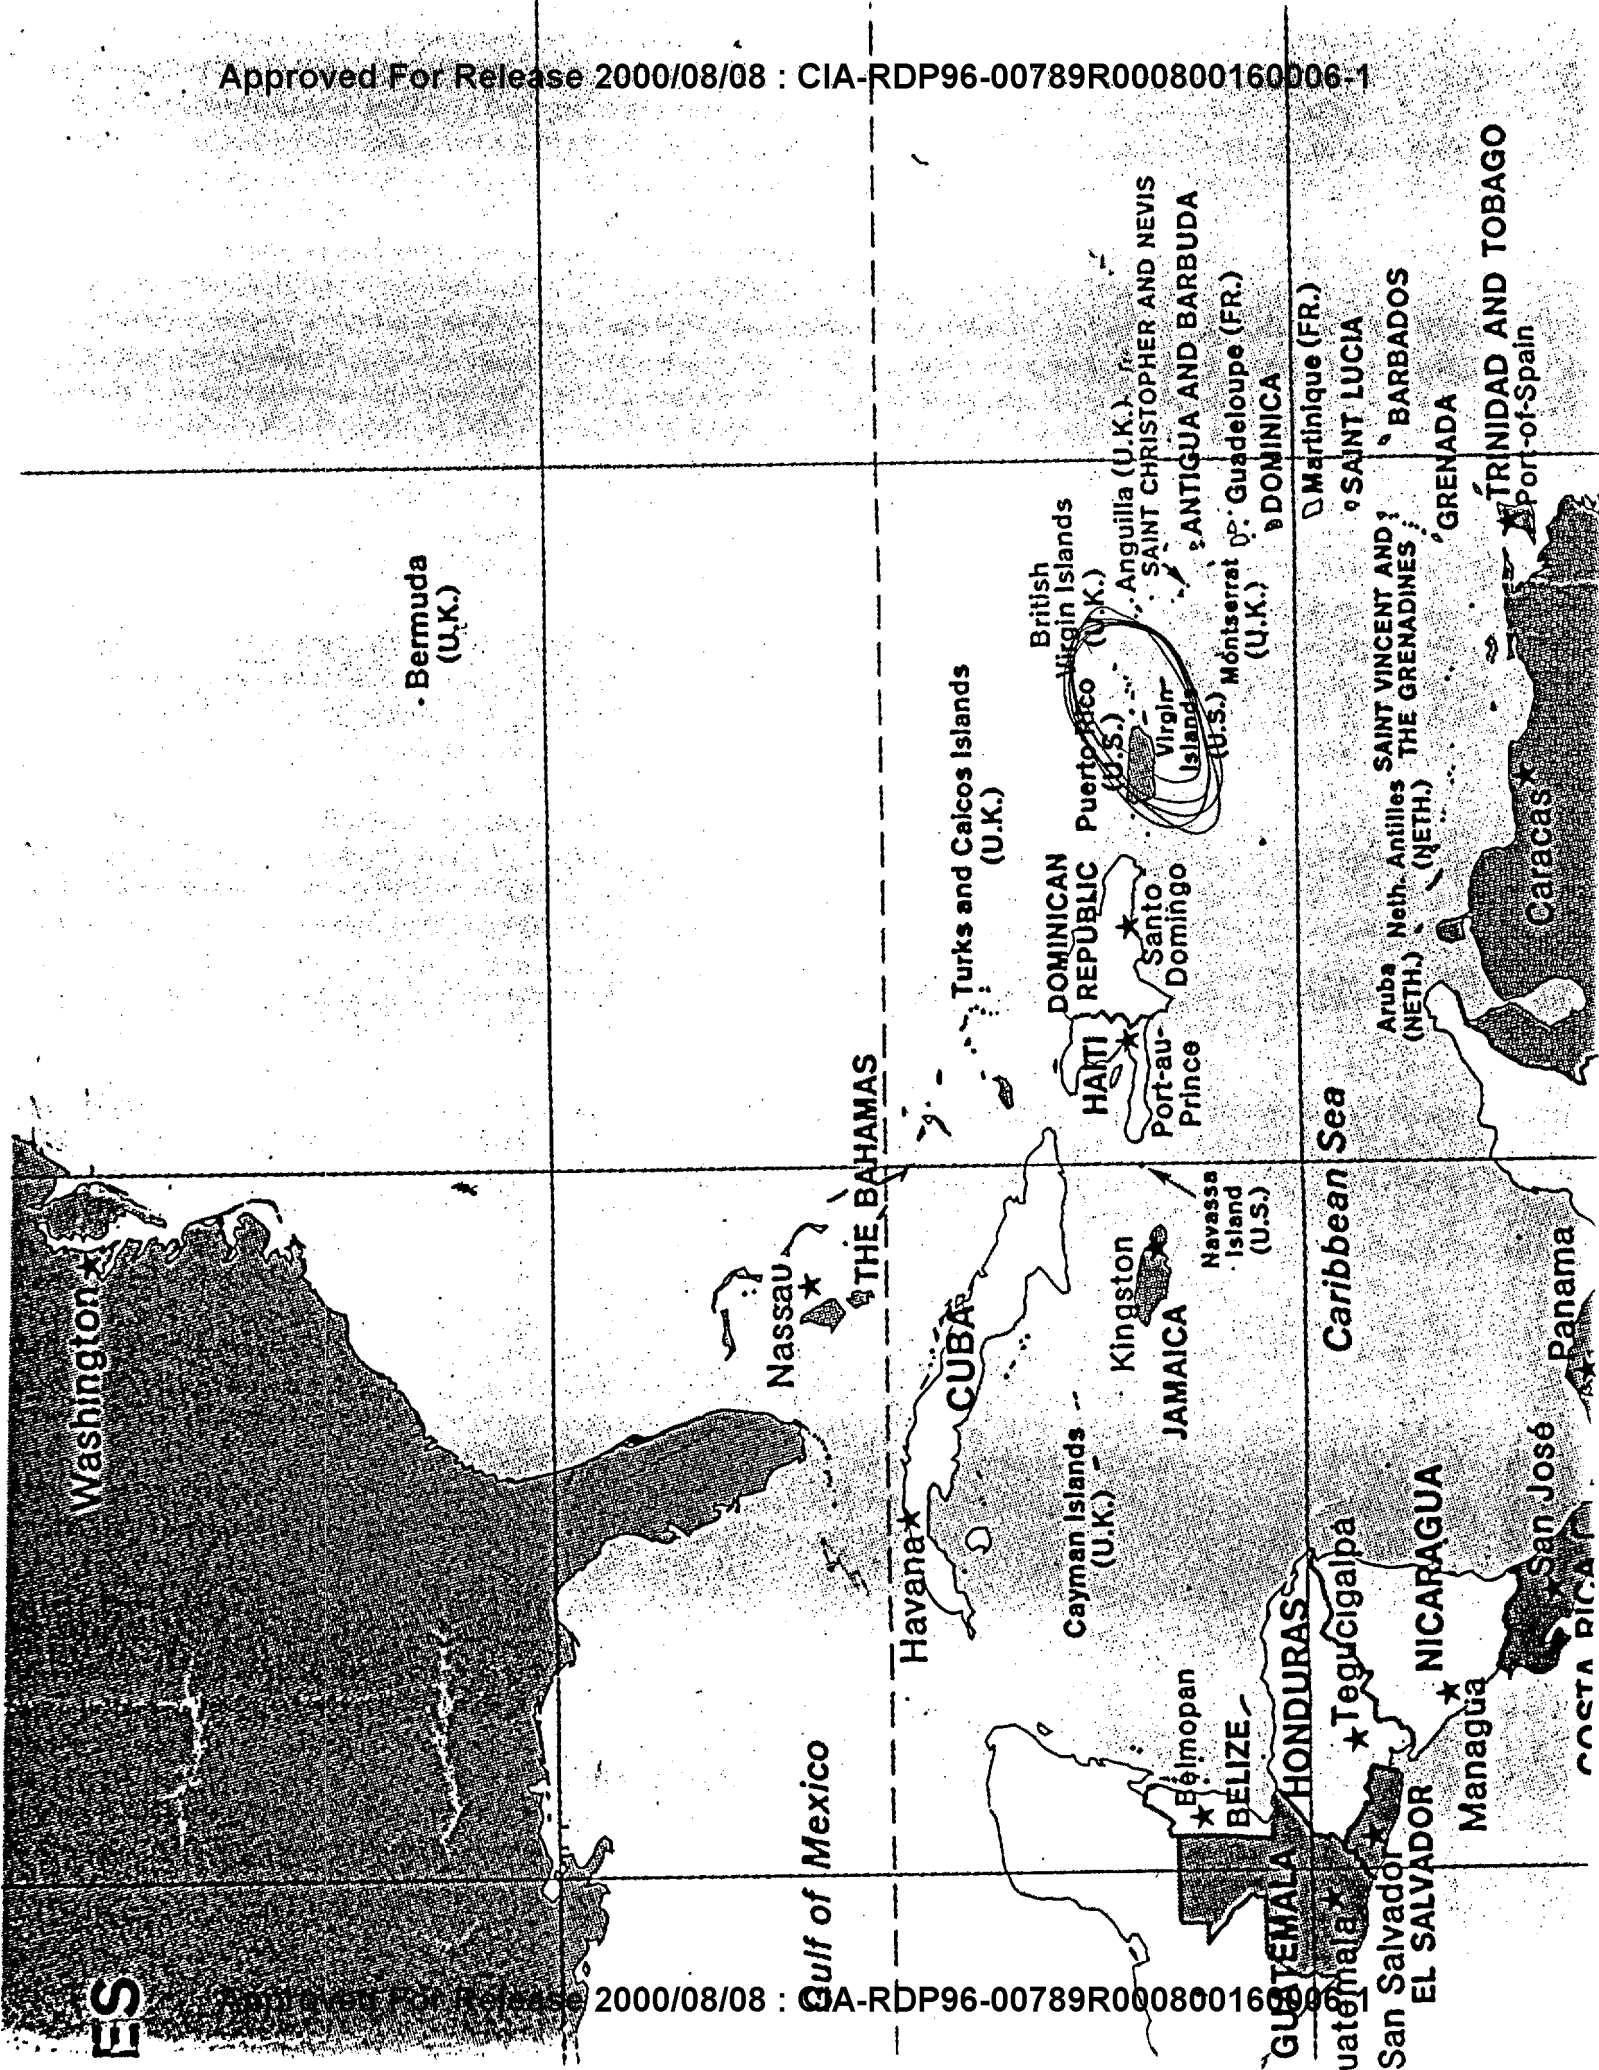 Approved For Release 2000/08/08 : CIA-RDP96-00789R000800160006-1
ES
Washington
Bermuda
(U.K.)
Gulf of Mexico
Nassau
THE BAHAMAS
Havana
CUBA
Turks and Caicos Islands
(U.K.)
Cayman Islands
(U.K.)
Kingston
JAMAICA
Navassa
Island
(U.S.)
HAITI
Port-au-
Prince
DOMINICAN
REPUBLIC
Santo
Domingo
Puerto Rico
(U.S.)
Virgin
Islands
(U.S.)
British
Virgin Islands
(U.K.)
Anguilla (U.K.)
SAINT CHRISTOPHER AND NEVIS
ANTIGUA AND BARBUDA
Montserrat
(U.K.)
Guadeloupe (FR.)
DOMINICA
Martinique (FR.)
SAINT LUCIA
BARBADOS
SAINT VINCENT AND
THE GRENADINES
GRENADA
TRINIDAD AND TOBAGO
Port-of-Spain
Aruba
(NETH.)
Neth. Antilles
(NETH.)
Caracas
Caribbean Sea
Belmopan
BELIZE
GUATEMALA
uatemala
HONDURAS
Tegucigalpa
San Salvador
EL SALVADOR
NICARAGUA
Managua
San José
COSTA RICA
Panama
Approved For Release 2000/08/08 : CIA-RDP96-00789R000800160006-1